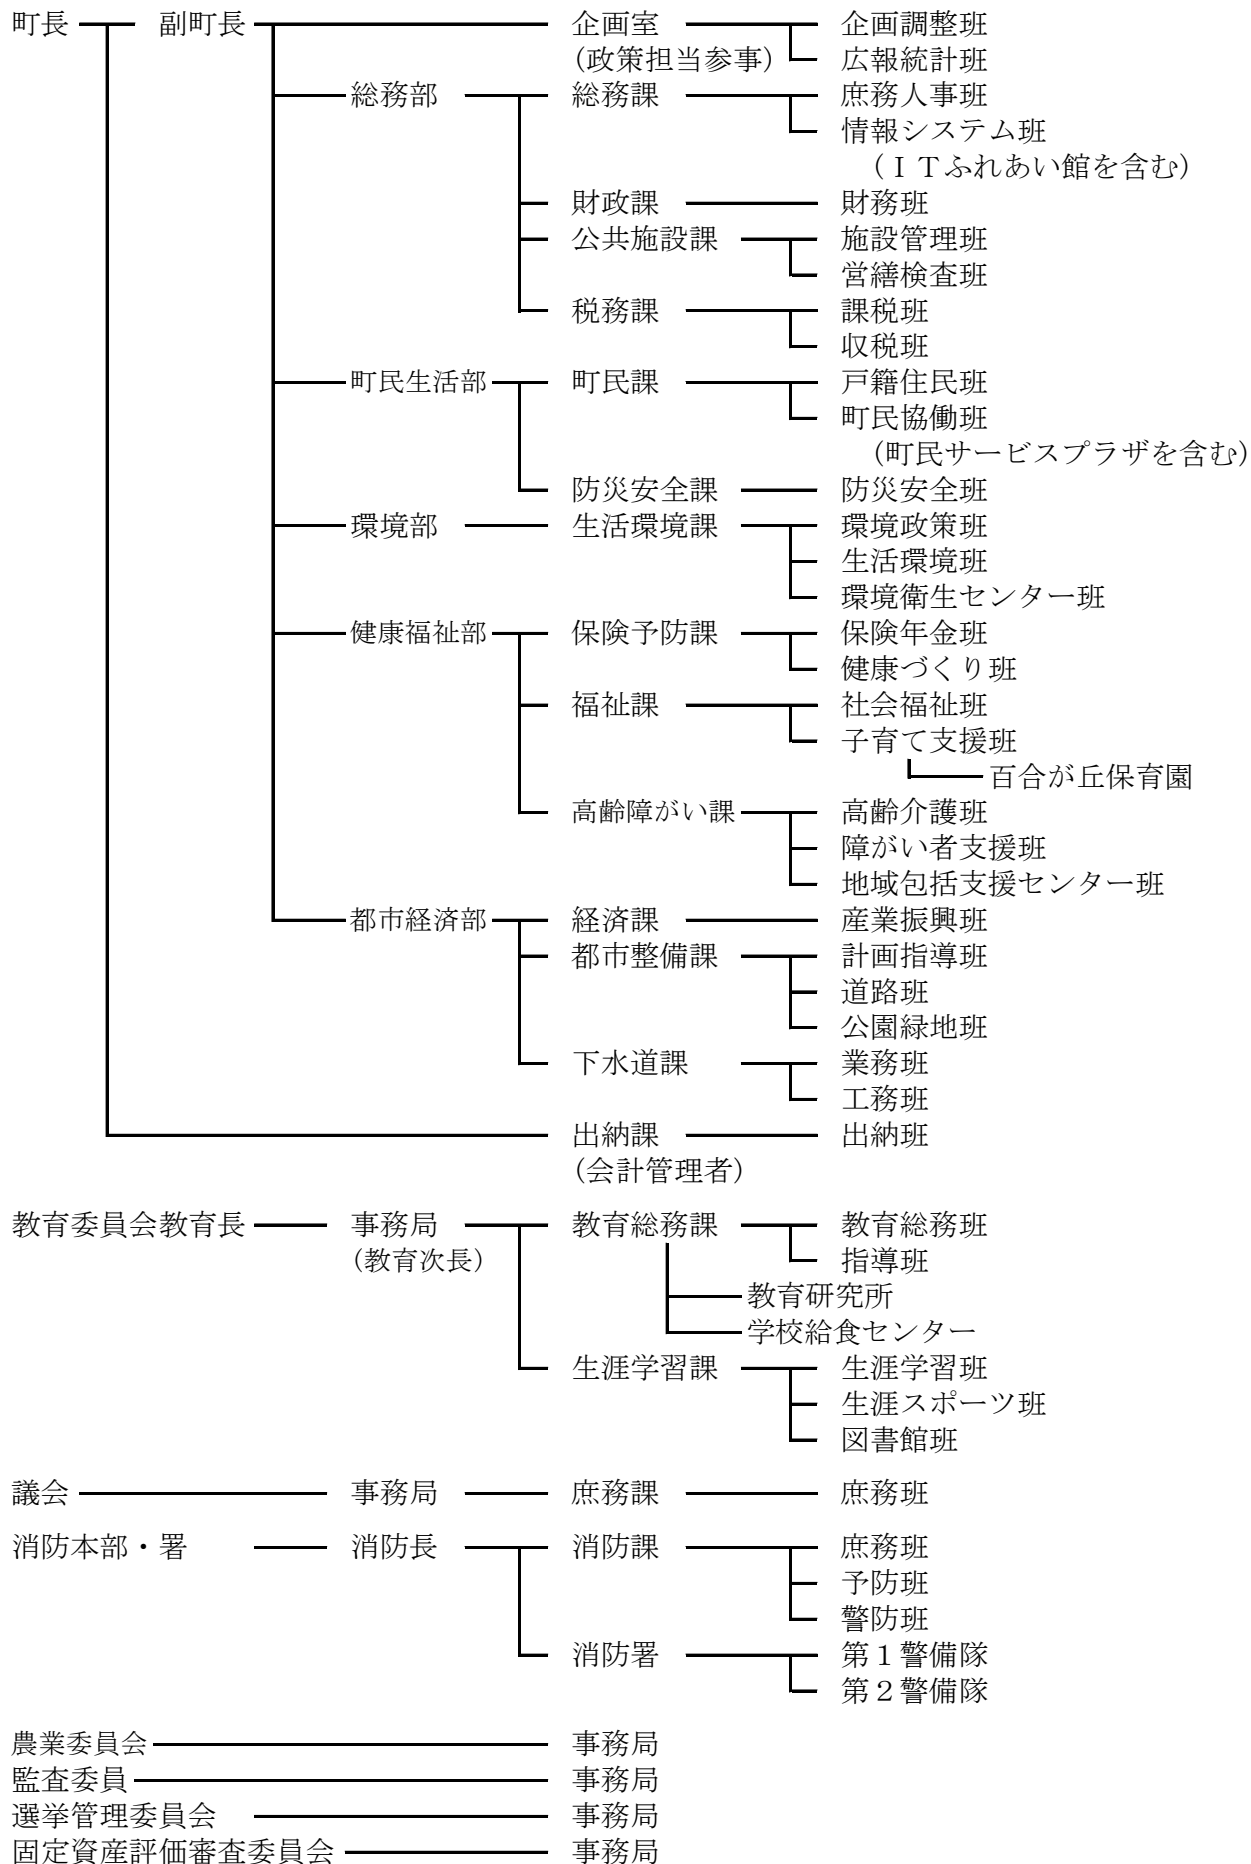 町長 副町長 企画室 企画調整班
(政策担当参事) 広報統計班
総務部 総務課 庶務人事班
情報システム班
(ＩＴふれあい館を含む)
財政課 財務班
公共施設課 施設管理班
営繕検査班
税務課 課税班
収税班
町民生活部 町民課 戸籍住民班
町民協働班
(町民サービスプラザを含む)
防災安全課 防災安全班
環境部 生活環境課 環境政策班
生活環境班
環境衛生センター班
健康福祉部 保険予防課 保険年金班
健康づくり班
福祉課 社会福祉班
子育て支援班
百合が丘保育園
高齢障がい課 高齢介護班
障がい者支援班
地域包括支援センター班
都市経済部 経済課 産業振興班
都市整備課 計画指導班
道路班
公園緑地班
下水道課 業務班
工務班
出納課 出納班
(会計管理者)
教育委員会教育長 事務局 教育総務課 教育総務班
(教育次長) 指導班
教育研究所
学校給食センター
生涯学習課 生涯学習班
生涯スポーツ班
図書館班
議会 事務局 庶務課 庶務班
消防本部・署 消防長 消防課 庶務班
予防班
警防班
消防署 第１警備隊
第２警備隊
農業委員会 事務局
監査委員 事務局
選挙管理委員会 事務局
固定資産評価審査委員会 事務局